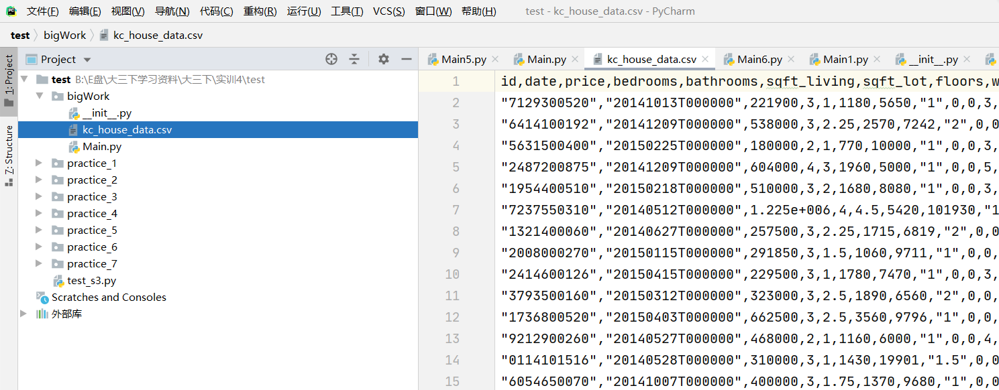 文件(F) 编辑(E) 视图(V) 导航(N) 代码(C) 重构(R) 运行(U) 工具(T) VCS(S) 窗口(W) 帮助(H) test - kc_house_data.csv - PyCharm
test bigWork kc_house_data.csv
1: Project
Z: Structure
Project
test B:\E盘\大三下学习资料\大三下\实训4\test
bigWork
__init__.py
kc_house_data.csv
Main.py
practice_1
practice_2
practice_3
practice_4
practice_5
practice_6
practice_7
test_s3.py
Scratches and Consoles
外部库
Main5.py Main.py kc_house_data.csv Main6.py Main1.py __init__.py
1 id,date,price,bedrooms,bathrooms,sqft_living,sqft_lot,floors,w
2 "7129300520","20141013T000000",221900,3,1,1180,5650,"1",0,0,3,
3 "6414100192","20141209T000000",538000,3,2.25,2570,7242,"2",0,0
4 "5631500400","20150225T000000",180000,2,1,770,10000,"1",0,0,3,
5 "2487200875","20141209T000000",604000,4,3,1960,5000,"1",0,0,5,
6 "1954400510","20150218T000000",510000,3,2,1680,8080,"1",0,0,3,
7 "7237550310","20140512T000000",1.225e+006,4,4.5,5420,101930,"1
8 "1321400060","20140627T000000",257500,3,2.25,1715,6819,"2",0,0
9 "2008000270","20150115T000000",291850,3,1.5,1060,9711,"1",0,0,
10 "2414600126","20150415T000000",229500,3,1,1780,7470,"1",0,0,3,
11 "3793500160","20150312T000000",323000,3,2.5,1890,6560,"2",0,0,
12 "1736800520","20150403T000000",662500,3,2.5,3560,9796,"1",0,0,
13 "9212900260","20140527T000000",468000,2,1,1160,6000,"1",0,0,4,
14 "0114101516","20140528T000000",310000,3,1,1430,19901,"1.5",0,0
15 "6054650070","20141007T000000",400000,3,1.75,1370,9680,"1",0,0